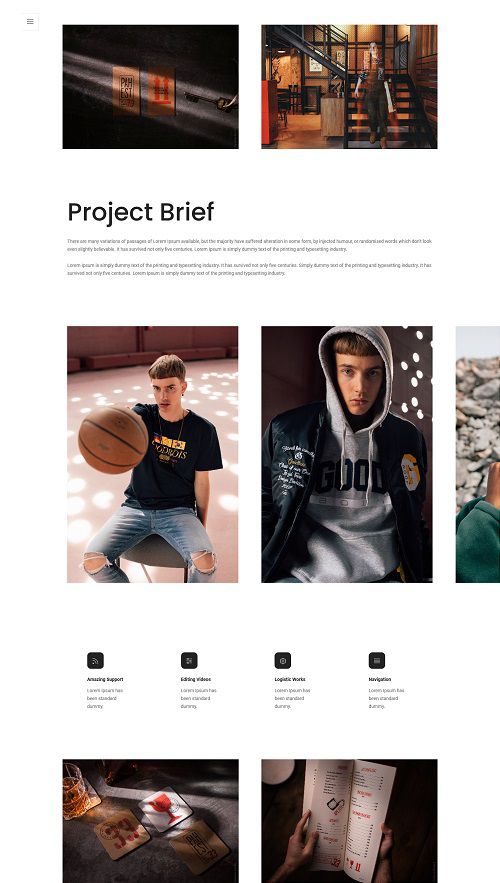 Project Brief
There are many variations of passages of Lorem Ipsum available, but the majority have suffered alteration in some form, by injected humour, or randomised words which don't look
even slightly believable. It has survived not only five centuries. Lorem Ipsum is simply dummy text of the printing and typesetting industry.
Lorem Ipsum is simply dummy text of the printing and typesetting industry. It has survived not only five centuries. Simply dummy text of the printing and typesetting industry. It has
survived not only five centuries. Lorem Ipsum is simply dummy text of the printing and typesetting industry.
GOODBOIS
GOOD
Amazing Support
Lorem Ipsum has
been standard
dummy.
Editing Videos
Lorem Ipsum has
been standard
dummy.
Logistic Works
Lorem Ipsum has
been standard
dummy.
Navigation
Lorem Ipsum has
been standard
dummy.